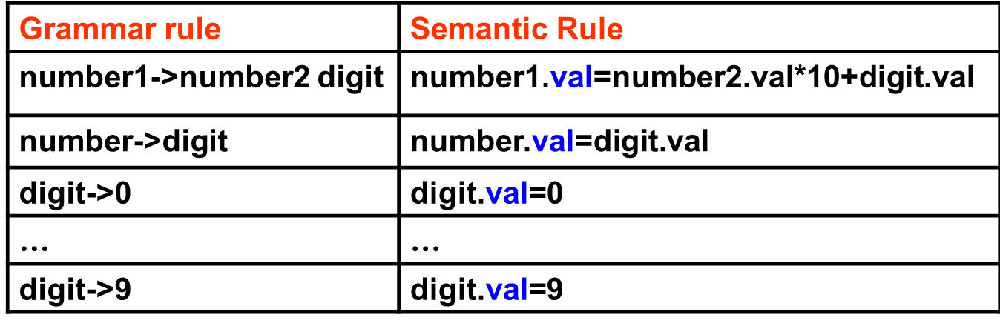 Grammar rule
Semantic Rule
number1->number2 digit
number1.val=number2.val*10+digit.val
number->digit
number.val=digit.val
digit->0
digit.val=0
…
…
digit->9
digit.val=9